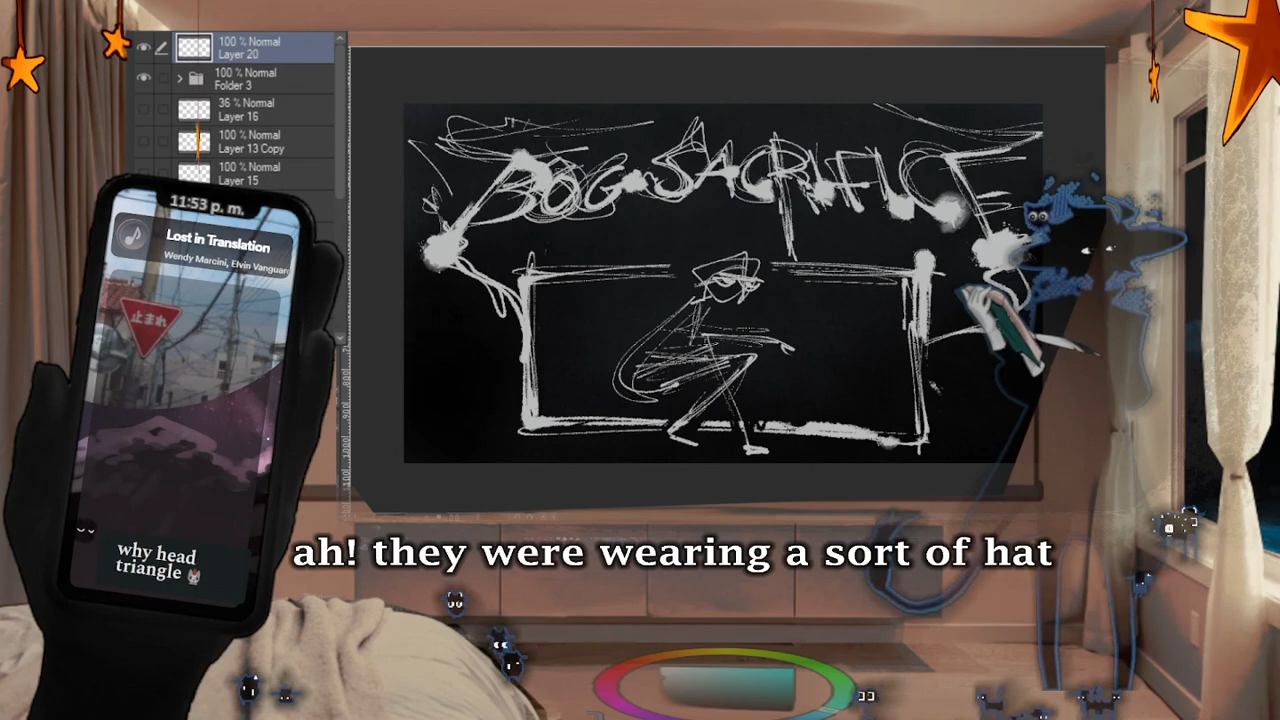 100 % Normal
Layer 20
100 % Normal
Folder 3
36 % Normal
Layer 16
100 % Normal
Layer 13 Copy
100 % Normal
Layer 15
11:53 p. m.
Lost in Translation
Wendy Marcini, Elvin Vanguar
止まれ
why head
triangle
BOG SACRIFICE
ah! they were wearing a sort of hat